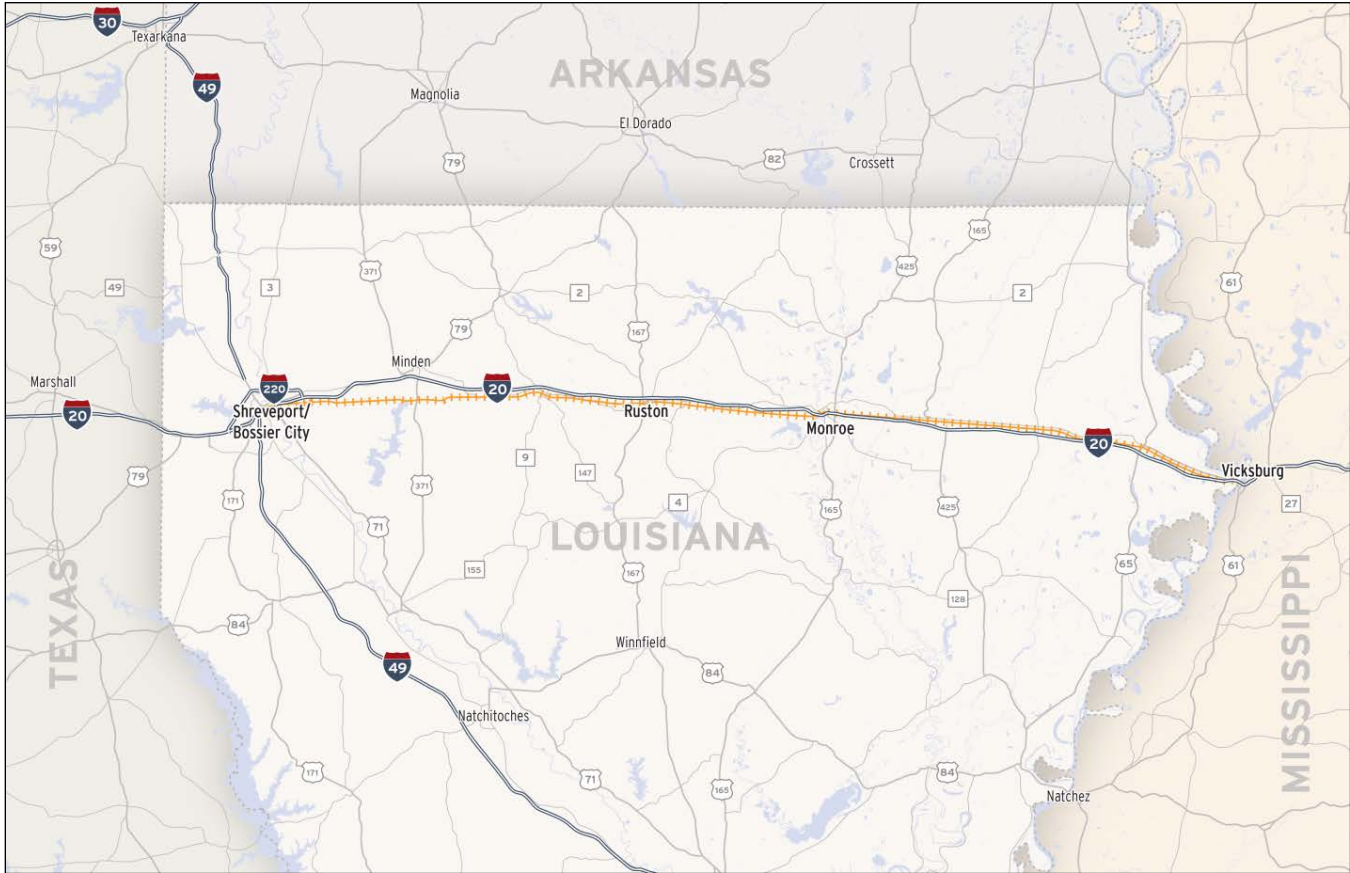 30
Texarkana
49
ARKANSAS
Magnolia
El Dorado
79
82
Crossett
59
165
371
425
49
3
2
2
61
79
167
Minden
Marshall
220
20
20
Shreveport/
Bossier City
Ruston
Monroe
20
Vicksburg
79
9
147
371
171
4
165
425
27
71
LOUISIANA
155
167
65
61
128
TEXAS
84
Winnfield
49
84
MISSISSIPPI
Natchitoches
171
71
165
84
Natchez